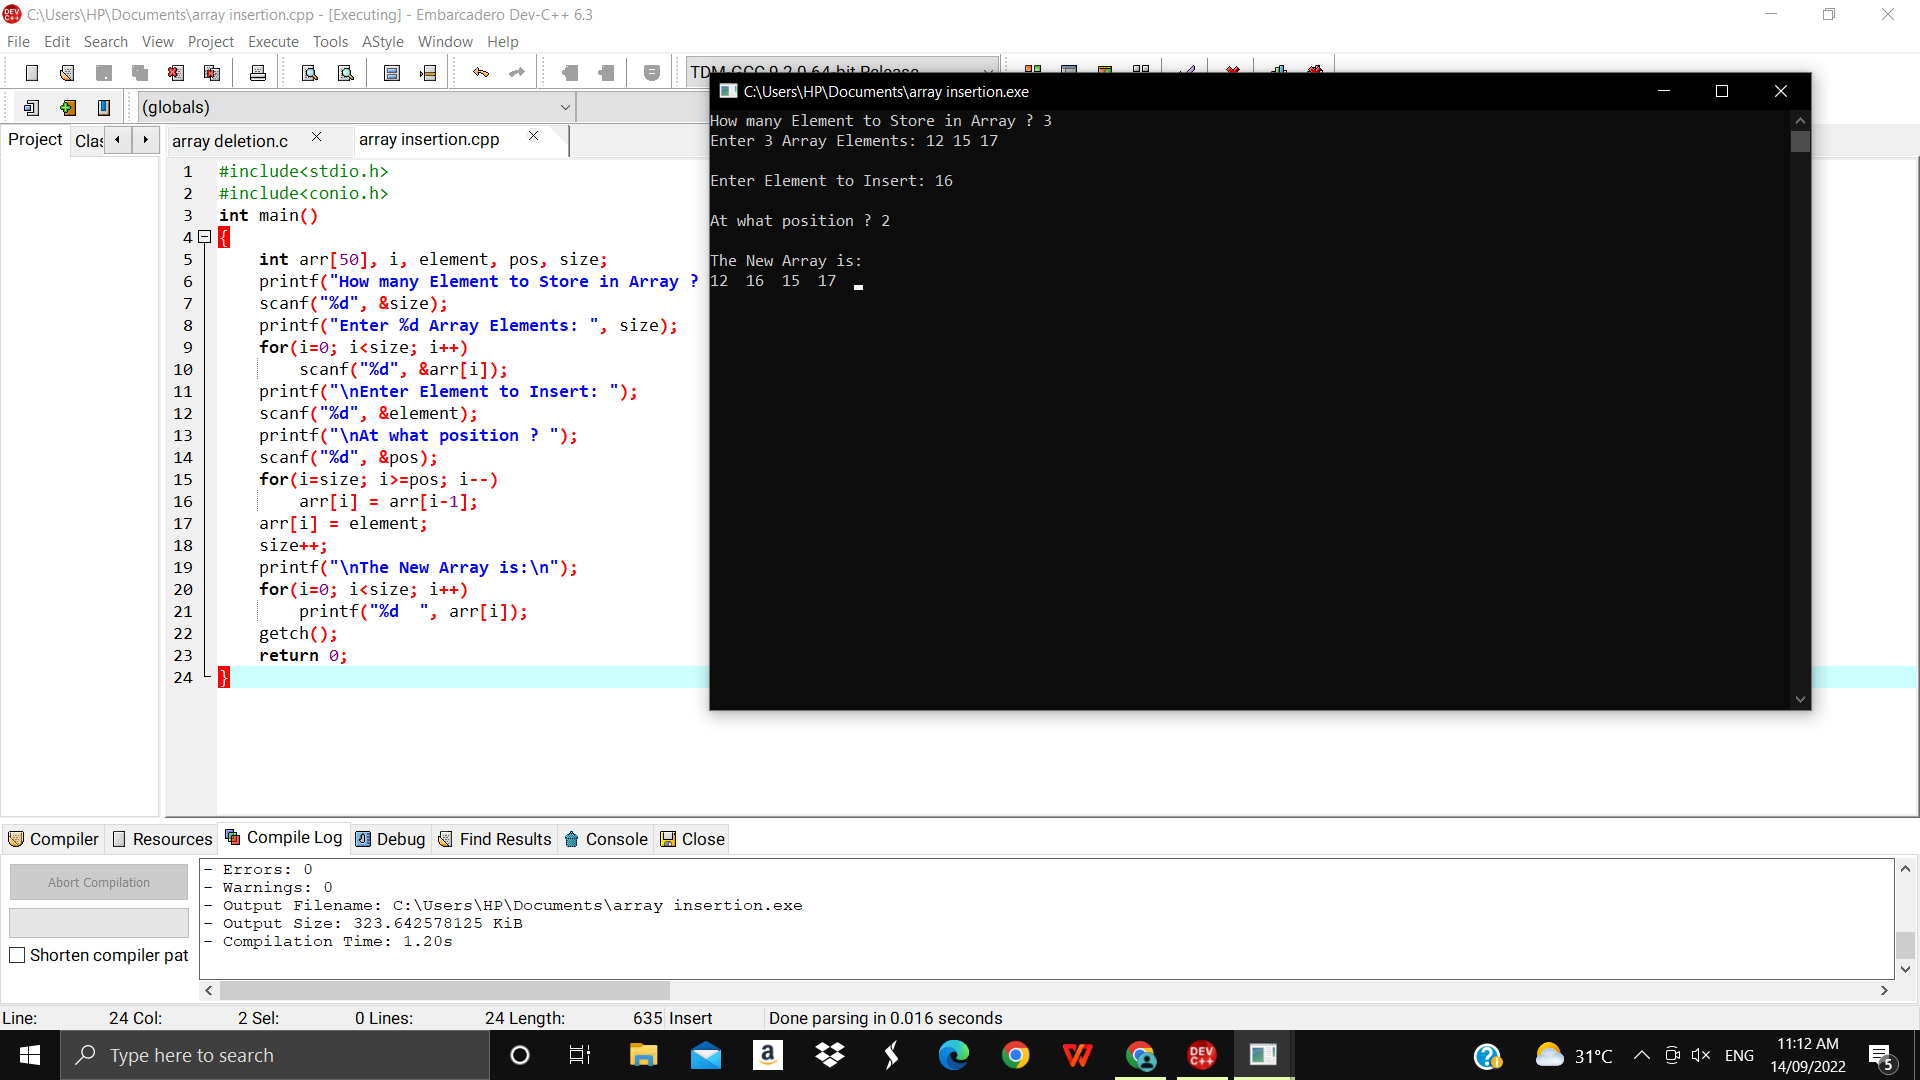 C:\Users\HP\Documents\array insertion.cpp - [Executing] - Embarcadero Dev-C++ 6.3
File Edit Search View Project Execute Tools AStyle Window Help
TDM-GCC 9.2.0 64-bit Release
(globals)
Project Clas
array deletion.c
array insertion.cpp
1 #include<stdio.h>
2 #include<conio.h>
3 int main()
4 {
5 int arr[50], i, element, pos, size;
6 printf("How many Element to Store in Array ?
7 scanf("%d", &size);
8 printf("Enter %d Array Elements: ", size);
9 for(i=0; i<size; i++)
10 scanf("%d", &arr[i]);
11 printf("\nEnter Element to Insert: ");
12 scanf("%d", &element);
13 printf("\nAt what position ? ");
14 scanf("%d", &pos);
15 for(i=size; i>=pos; i--)
16 arr[i] = arr[i-1];
17 arr[i] = element;
18 size++;
19 printf("\nThe New Array is:\n");
20 for(i=0; i<size; i++)
21 printf("%d  ", arr[i]);
22 getch();
23 return 0;
24 }
C:\Users\HP\Documents\array insertion.exe
How many Element to Store in Array ? 3
Enter 3 Array Elements: 12 15 17
Enter Element to Insert: 16
At what position ? 2
The New Array is:
12  16  15  17
Compiler Resources Compile Log Debug Find Results Console Close
Abort Compilation
Shorten compiler pat
- Errors: 0
- Warnings: 0
- Output Filename: C:\Users\HP\Documents\array insertion.exe
- Output Size: 323.642578125 KiB
- Compilation Time: 1.20s
Line: 24 Col: 2 Sel: 0 Lines: 24 Length: 635 Insert Done parsing in 0.016 seconds
Type here to search
31°C ENG
11:12 AM
14/09/2022
5